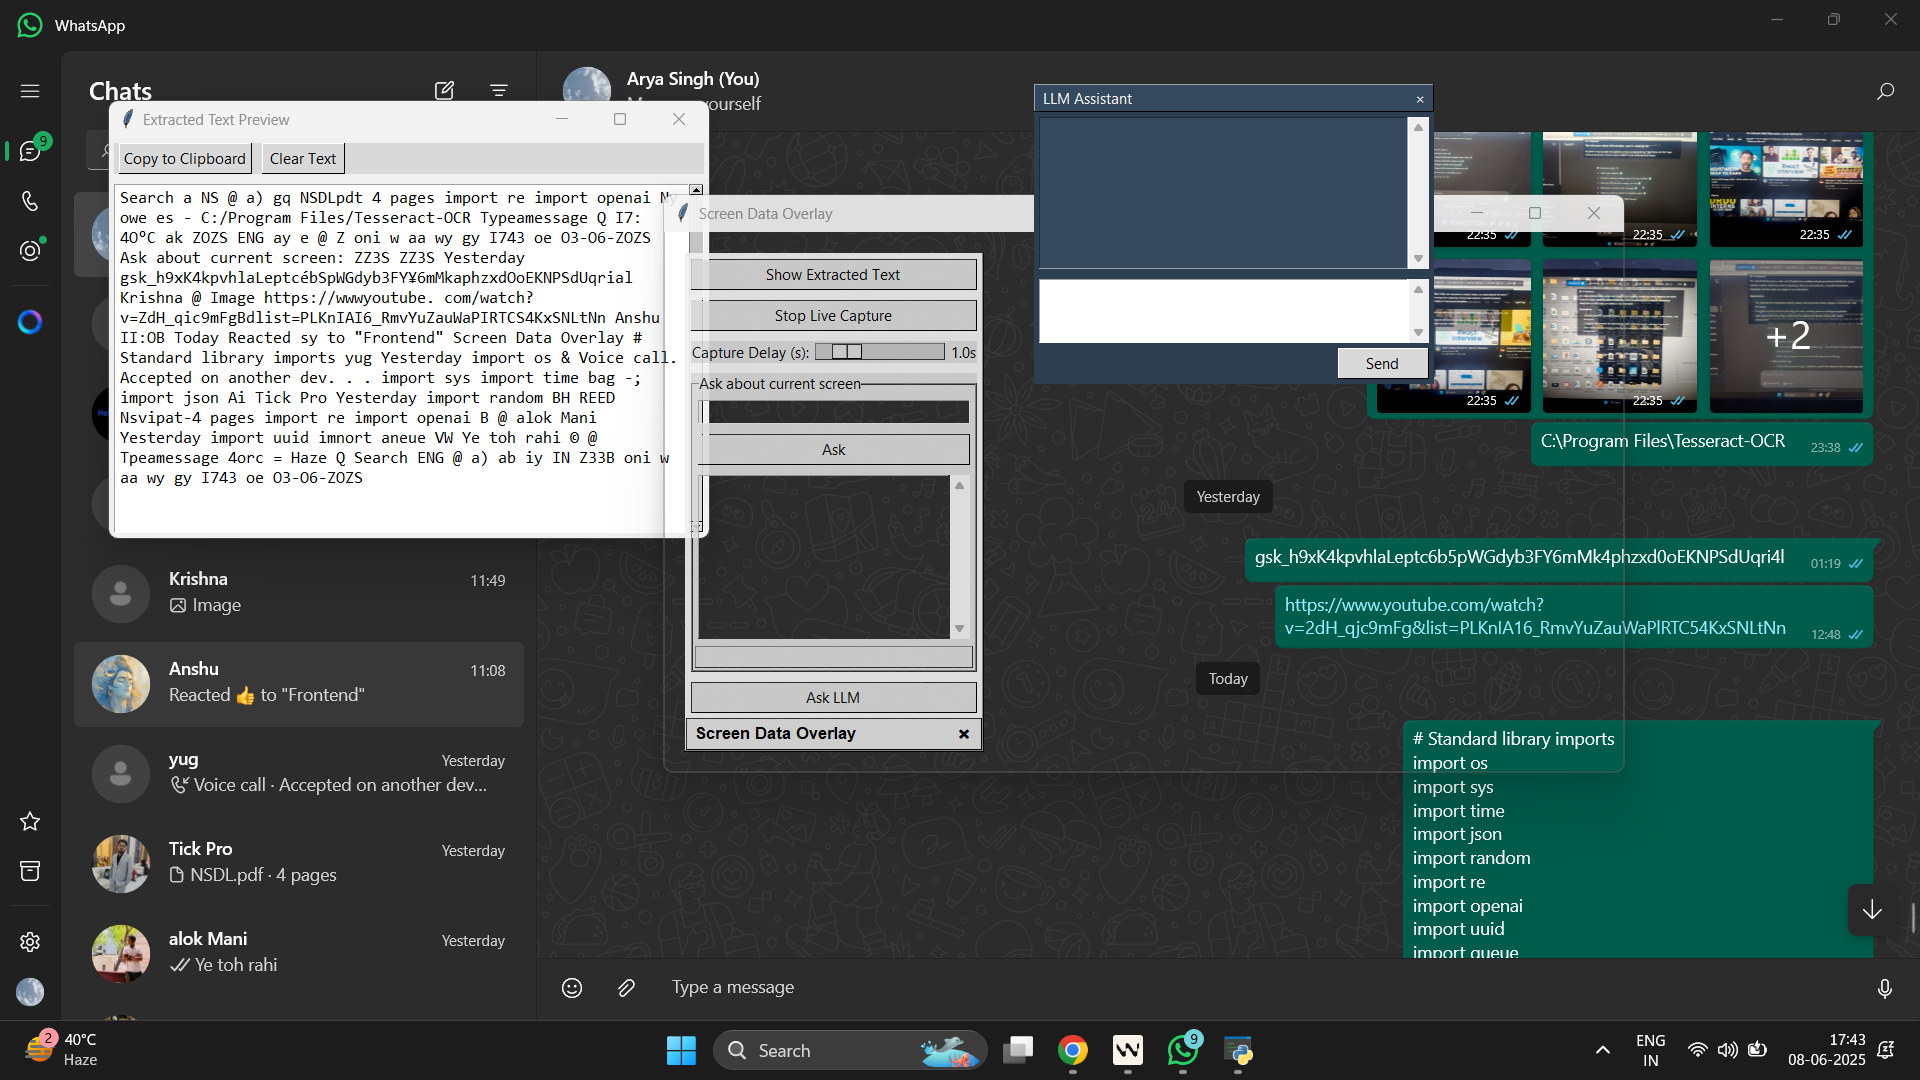 WhatsApp
Chats
9
Arya Singh (You)
ourself
Extracted Text Preview
Copy to Clipboard
Clear Text
Search a NS @ a) gq NSDLpdt 4 pages import re import openai Ny
owe es - C:/Program Files/Tesseract-OCR Typeamessage Q I7:
4O°C ak ZOZS ENG ay e @ Z oni w aa wy gy I743 oe O3-O6-ZOZS
Ask about current screen: ZZ3S ZZ3S Yesterday
gsk_h9xK4kpvhlaLeptcébSpWGdyb3FY¥6mMkaphzxdOoEKNPSdUqrial
Krishna @ Image https://wwwyoutube. com/watch?
v=ZdH_qic9mFgBdlist=PLKnIAI6_RmvYuZauWaPIRTCS4KxSNLtNn Anshu
II:OB Today Reacted sy to "Frontend" Screen Data Overlay #
Standard library imports yug Yesterday import os & Voice call.
Accepted on another dev. . . import sys import time bag -;
import json Ai Tick Pro Yesterday import random BH REED
Nsvipat-4 pages import re import openai B @ alok Mani
Yesterday import uuid imnort aneue VW Ye toh rahi © @
Tpeamessage 4orc = Haze Q Search ENG @ a) ab iy IN Z33B oni w
aa wy gy I743 oe O3-O6-ZOZS
Krishna 11:49
Image
Anshu 11:08
Reacted 👍 to "Frontend"
yug Yesterday
Voice call · Accepted on another dev...
Tick Pro Yesterday
NSDL.pdf · 4 pages
alok Mani Yesterday
Ye toh rahi
Screen Data Overlay
Show Extracted Text
Stop Live Capture
Capture Delay (s): 1.0s
Ask about current screen
Ask
Ask LLM
Screen Data Overlay ×
LLM Assistant ×
Send
22:35
22:35
22:35
22:35
22:35
+2
C:\Program Files\Tesseract-OCR 23:38
Yesterday
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 01:19
https://www.youtube.com/watch?
v=2dH_qjc9mFg&list=PLKnIA16_RmvYuZauWaPlRTC54KxSNLtNn 12:48
Today
# Standard library imports
import os
import sys
import time
import json
import random
import re
import openai
import uuid
import queue
Type a message
2
40°C
Haze
Search
9
ENG
IN
17:43
08-06-2025